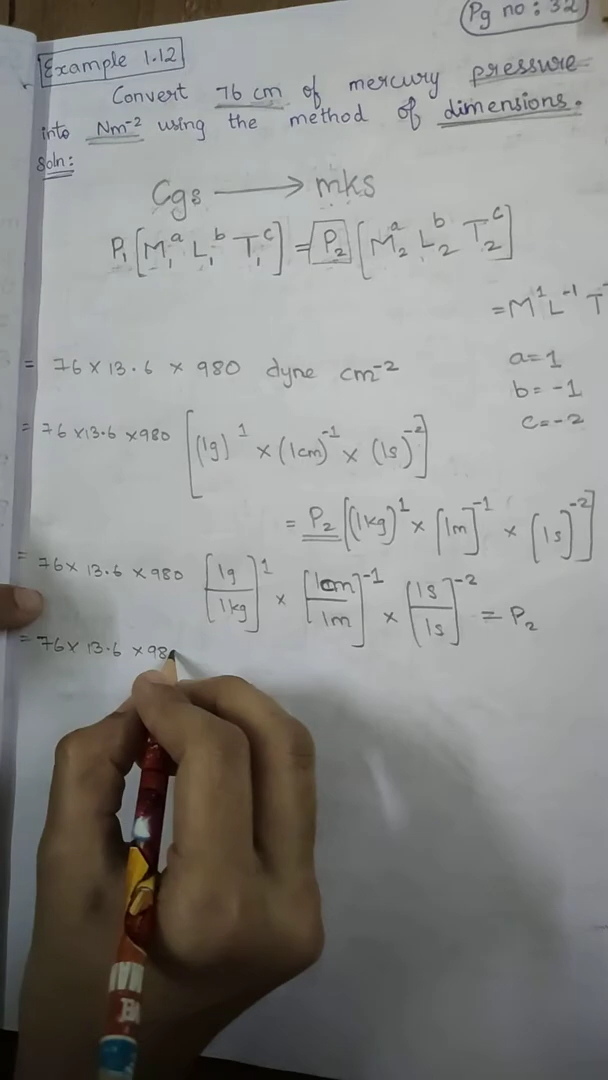 Pg no : 32
Example 1.12
Convert 76 cm of mercury pressure
into Nm⁻² using the method of dimensions.
Soln:
Cgs → mks
P₁ [M₁ᵃ L₁ᵇ T₁ᶜ] = P₂ [M₂ᵃ L₂ᵇ T₂ᶜ]
= M¹ L⁻¹ T⁻
= 76 × 13.6 × 980 dyne cm⁻²
a = 1
b = -1
c = -2
= 76 × 13.6 × 980 [(1g)¹ × (1cm)⁻¹ × (1s)⁻²]
= P₂ [(1kg)¹ × [1m]⁻¹ × [1s]⁻²]
= 76 × 13.6 × 980 [1g/1kg]¹ × [1cm/1m]⁻¹ × [1s/1s]⁻² = P₂
= 76 × 13.6 × 98